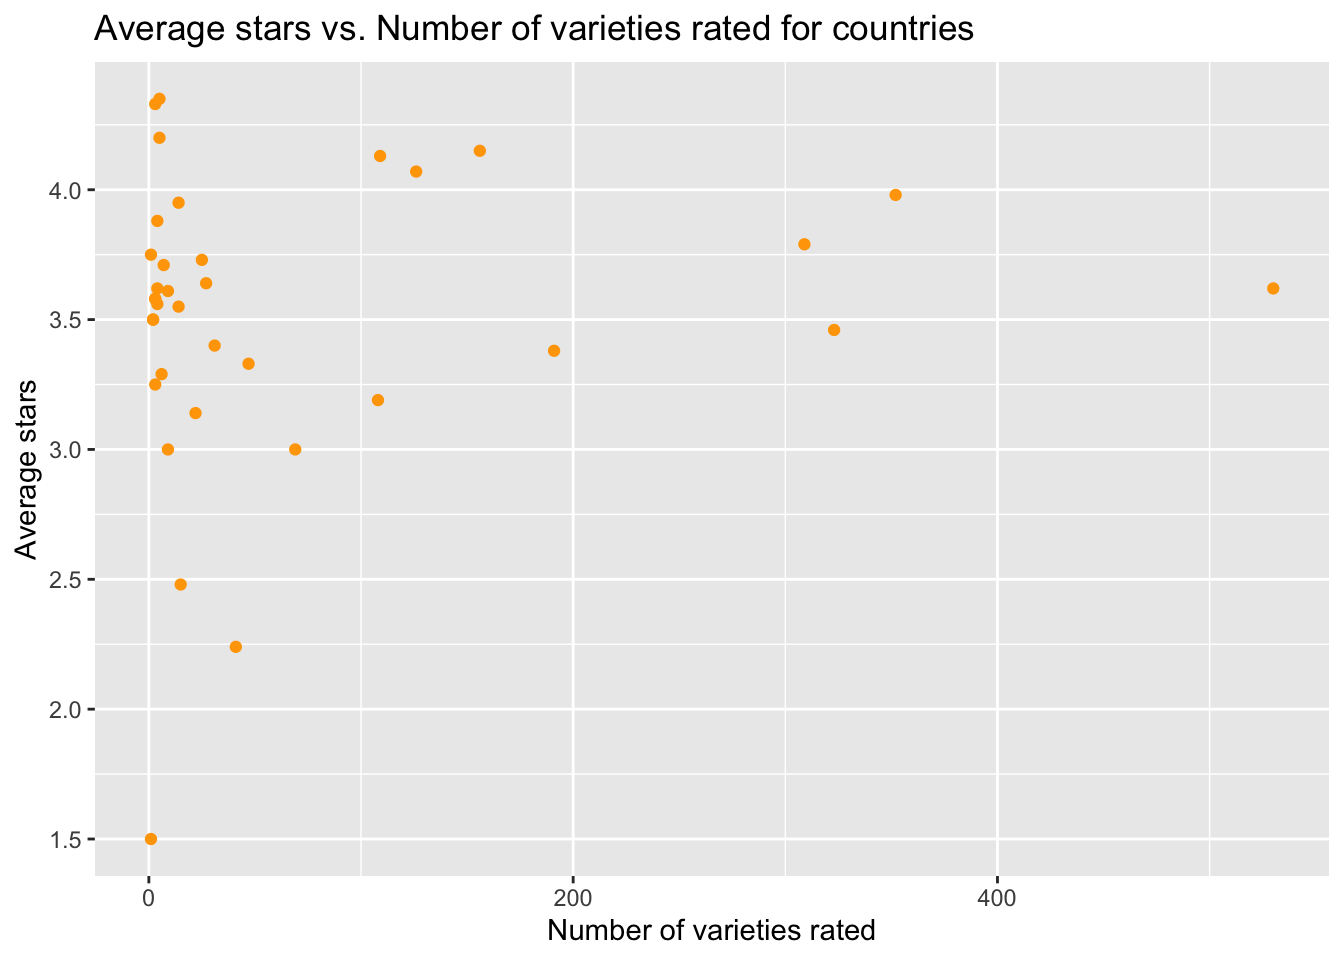 Average stars vs. Number of varieties rated for countries
Average stars
4.0
3.5
3.0
2.5
2.0
1.5
0 200 400
Number of varieties rated